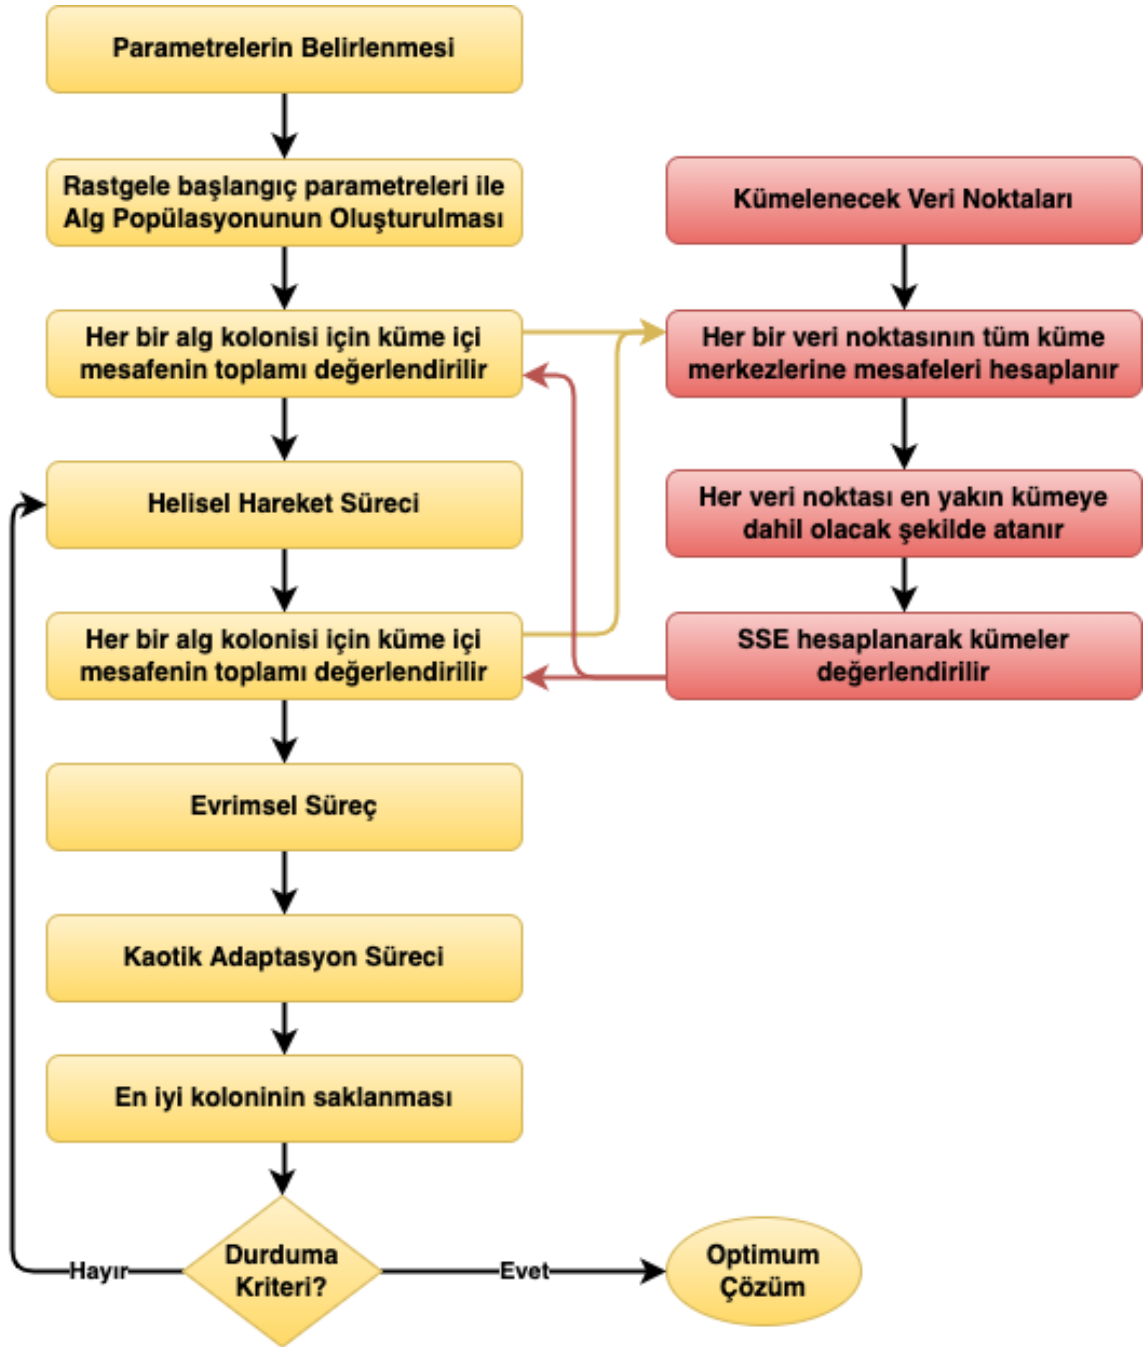 Parametrelerin Belirlenmesi
Rastgele başlangıç parametreleri ile
Alg Popülasyonunun Oluşturulması
Kümelenecek Veri Noktaları
Her bir alg kolonisi için küme içi
mesafenin toplamı değerlendirilir
Her bir veri noktasının tüm küme
merkezlerine mesafeleri hesaplanır
Helisel Hareket Süreci
Her veri noktası en yakın kümeye
dahil olacak şekilde atanır
Her bir alg kolonisi için küme içi
mesafenin toplamı değerlendirilir
SSE hesaplanarak kümeler
değerlendirilir
Evrimsel Süreç
Kaotik Adaptasyon Süreci
En iyi koloninin saklanması
Hayır
Durduma
Kriteri?
Evet
Optimum
Çözüm